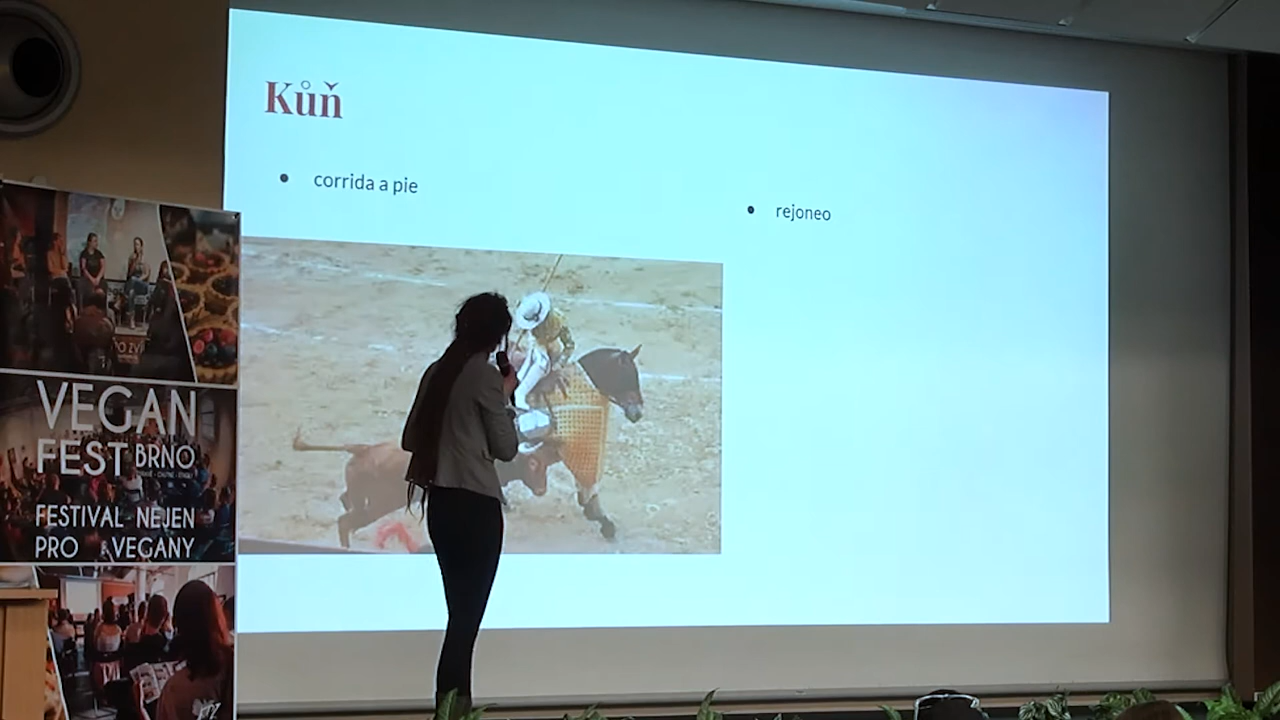 Kůň
• corrida a pie
• rejoneo
VEGAN
FEST BRNO
FESTIVAL NEJEN
PRO VEGANY